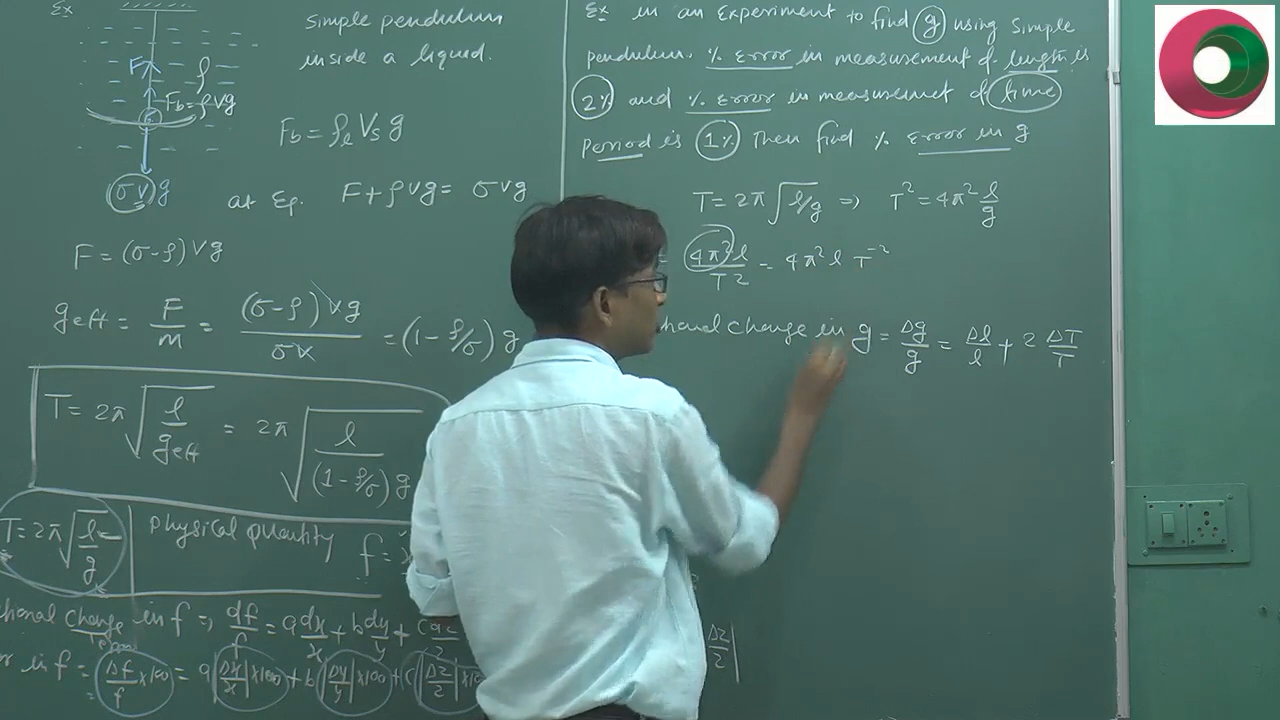 Ex
simple pendulum
inside a liquid.
F
ρ
Fb = ρVg
σVg
Fb = ρl Vs g
at Eq. F + ρVg = σVg
F = (σ-ρ)Vg
geff = F/m = (σ-ρ)Vg / σV = (1-ρ/σ)g
T = 2π√(l/geff) = 2π√(l/(1-ρ/σ)g)
T = 2π√(l/g)
Physical quantity f =
change in f ⇒ df/f = a dx/x + b dy/y +
in f = Δf/f ×100 = a|Δx/x|×100 + b|Δy/y|×100 + c|Δz/z|×100
Δz/z|
Ex in an Experiment to find g using simple
pendulum. % Error in measurement of length is
2% and % Error in measurement of time
Period is 1% Then find % Error in g
T = 2π√(l/g) ⇒ T² = 4π² l/g
= 4π²l/T² = 4π²l T⁻²
change in g = Δg/g = Δl/l + 2 ΔT/T